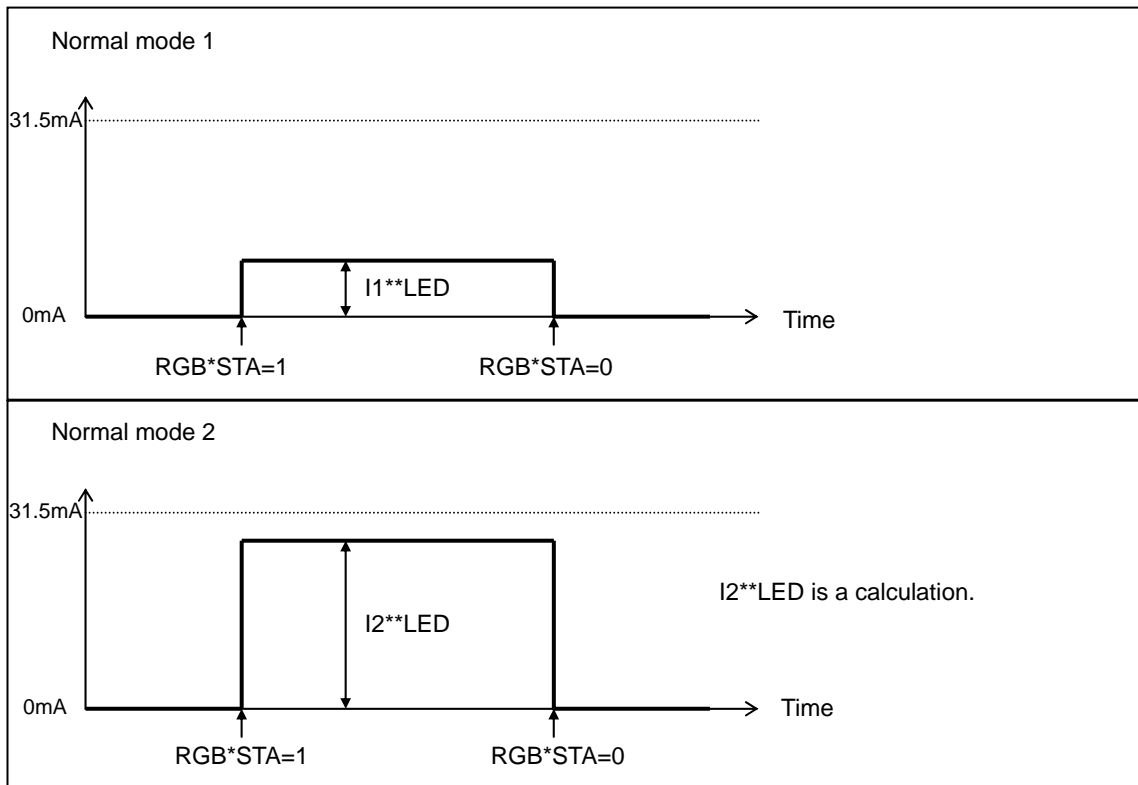 Normal mode 1
31.5mA
I1**LED
0mA
Time
RGB*STA=1 RGB*STA=0
Normal mode 2
31.5mA
I2**LED is a calculation.
I2**LED
0mA
Time
RGB*STA=1 RGB*STA=0